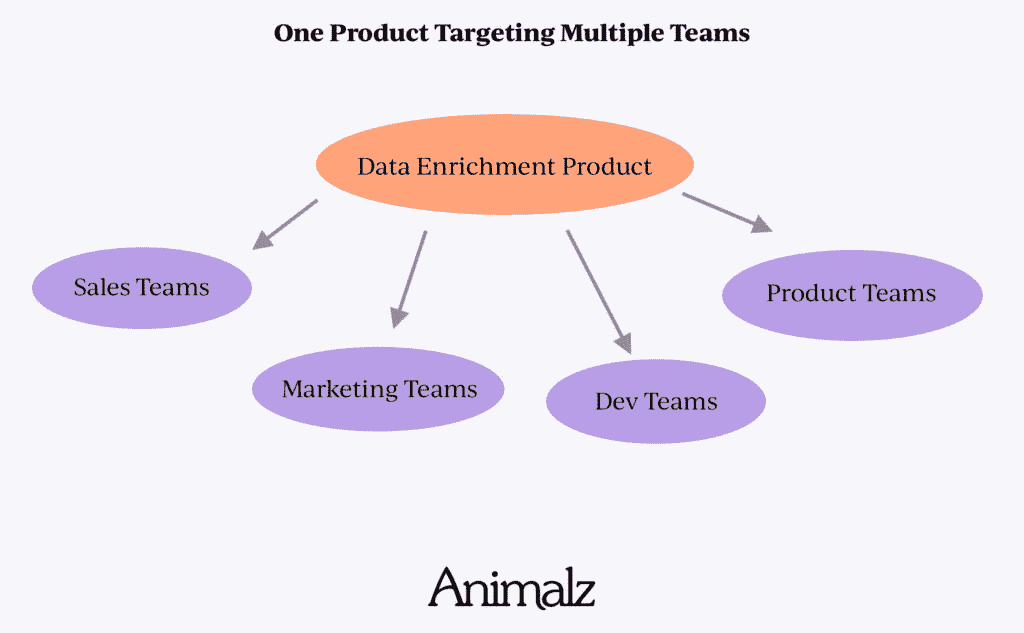 One Product Targeting Multiple Teams
Data Enrichment Product
Sales Teams
Product Teams
Marketing Teams
Dev Teams
Animalz